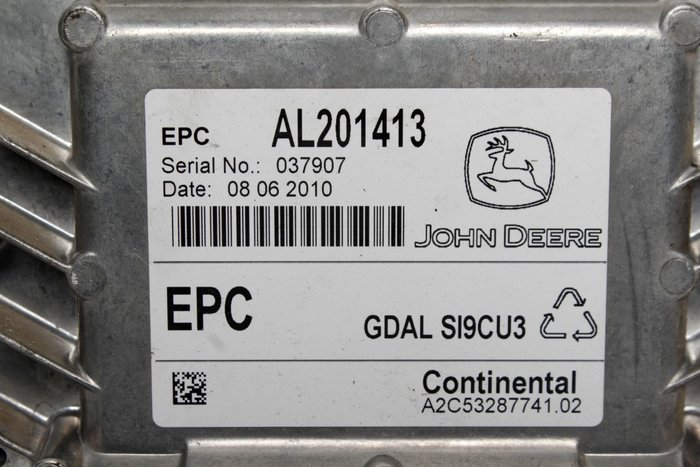 EPC AL201413
Serial No.: 037907
Date: 08 06 2010
JOHN DEERE
EPC
GDAL SI9CU3
Continental
A2C53287741.02